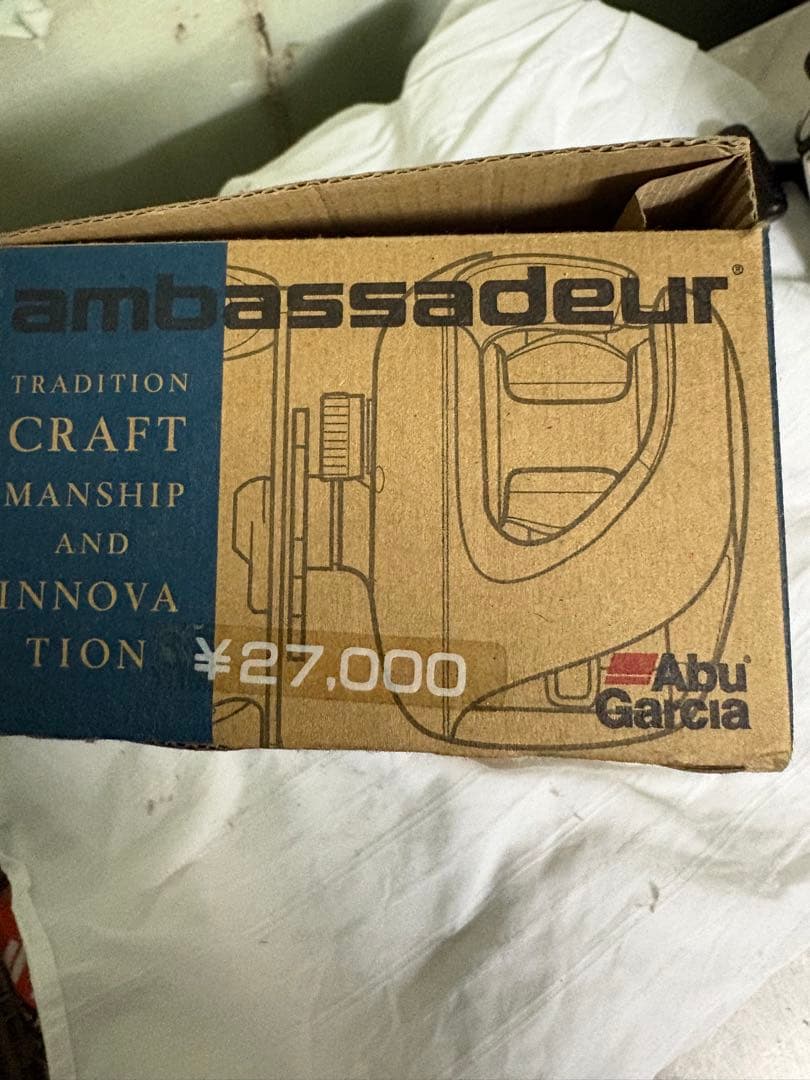 ambassadeur®
TRADITION
CRAFT
MANSHIP
AND
INNOVA
TION
¥27,000
Abu
Garcia